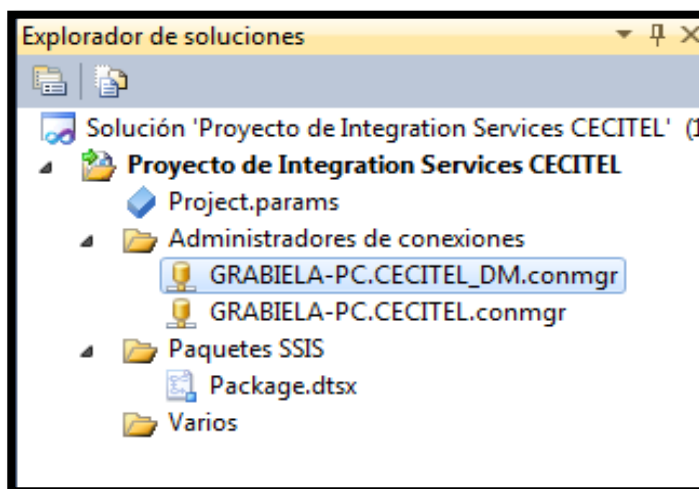 Explorador de soluciones
Solución 'Proyecto de Integration Services CECITEL' (1
Proyecto de Integration Services CECITEL
Project.params
Administradores de conexiones
GRABIELA-PC.CECITEL_DM.conmgr
GRABIELA-PC.CECITEL.conmgr
Paquetes SSIS
Package.dtsx
Varios